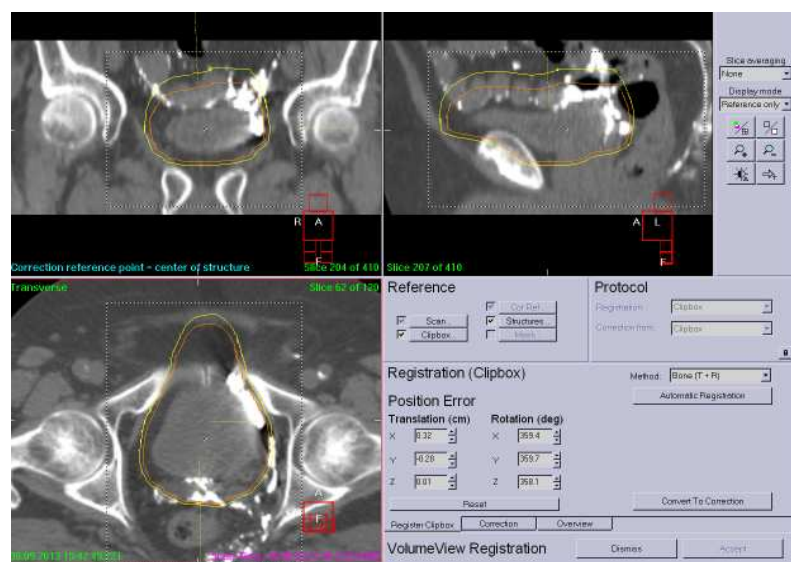 Slice averaging
None
Display mode
Reference only
R A
F
A L
F
Correction reference point - center of structure
Slice 204 of 410
Slice 207 of 410
Transverse
Slice 62 of 120
A
F
Reference
Protocol
Cor Ref...
Registration:
Clipbox
Scan...
Structures...
Correction from:
Clipbox
Clipbox...
Mask...
Registration (Clipbox)
Method:
Bone (T + R)
Automatic Registration
Position Error
Translation (cm)
Rotation (deg)
X
0.32
X
359.4
Y
-0.28
Y
359.7
Z
0.01
Z
Reset
Convert To Correction
Register Clipbox
Correction
Overview
VolumeView Registration
Dismiss
Accept